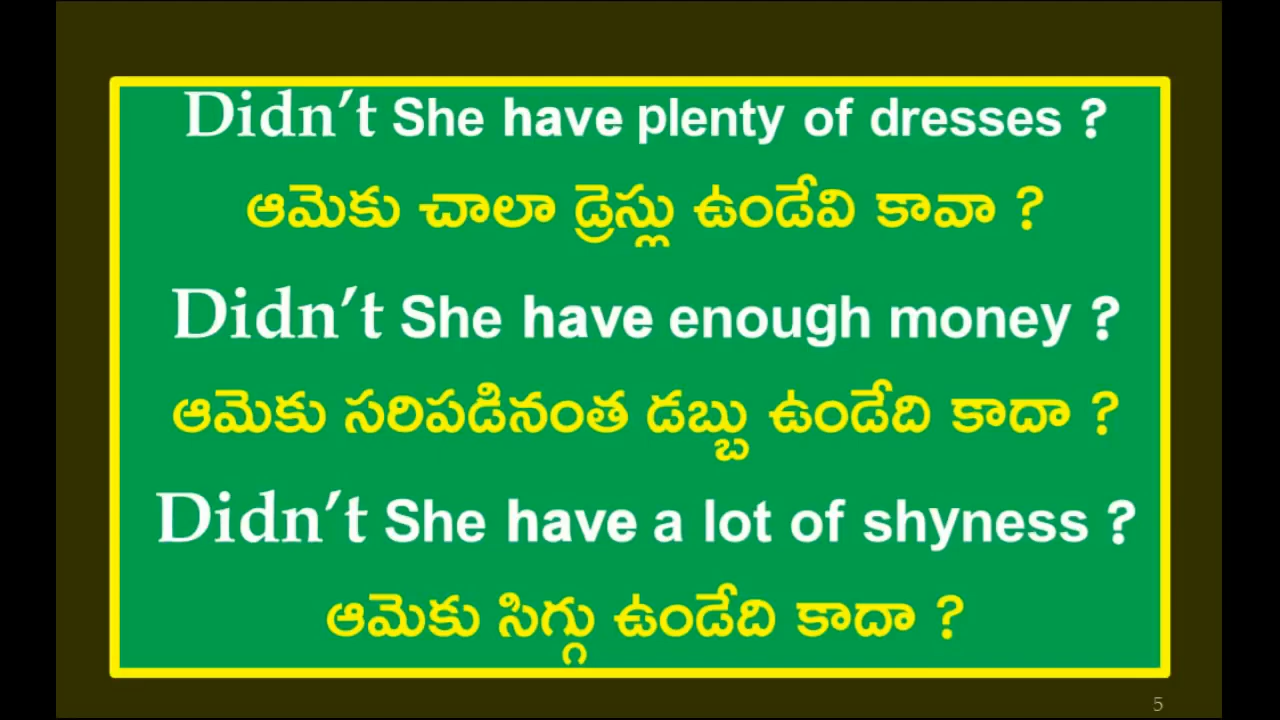 Didn't She have plenty of dresses ?
ఆమెకు చాలా డ్రెస్లు ఉండేవి కావా ?
Didn't She have enough money ?
ఆమెకు సరిపడినంత డబ్బు ఉండేది కాదా ?
Didn't She have a lot of shyness ?
ఆమెకు సిగ్గు ఉండేది కాదా ?
5